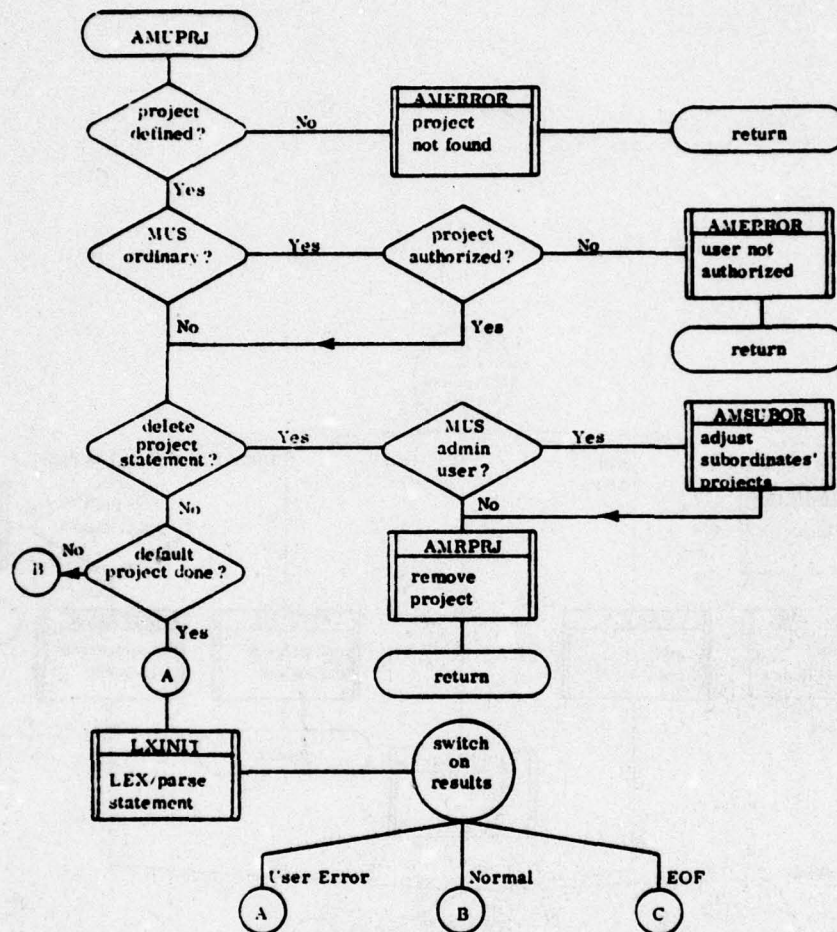 AMUPRJ
project
defined?
No
AMERROR
project
not found
return
Yes
MUS
ordinary?
Yes
project
authorized?
No
AMERROR
user not
authorized
No
Yes
return
delete
project
statement?
Yes
MUS
admin
user?
Yes
AMSUBOR
adjust
subordinates'
projects
No
No
B
No
default
project done?
AMRPRJ
remove
project
Yes
A
return
LXINIT
LEX/parse
statement
switch
on
results
User Error
Normal
EOF
A
B
C